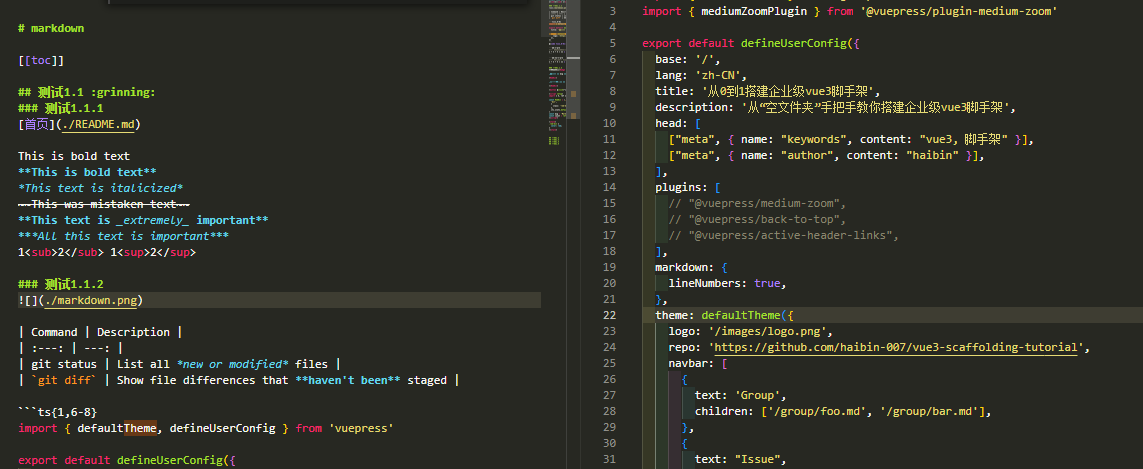 # markdown
[[toc]]
## 测试1.1 :grinning:
### 测试1.1.1
[首页](./README.md)
This is bold text
**This is bold text**
*This text is italicized*
~~This was mistaken text~~
**This text is _extremely_ important**
***All this text is important***
1<sub>2</sub> 1<sup>2</sup>
### 测试1.1.2
![](./markdown.png)
| Command | Description |
| :---: | ---: |
| git status | List all *new or modified* files |
| `git diff` | Show file differences that **haven't been** staged |
```ts{1,6-8}
import { defaultTheme, defineUserConfig } from 'vuepress'
export default defineUserConfig({
3 import { mediumZoomPlugin } from '@vuepress/plugin-medium-zoom'
4
5 export default defineUserConfig({
6 base: '/',
7 lang: 'zh-CN',
8 title: '从0到1搭建企业级vue3脚手架',
9 description: '从“空文件夹”手把手教你搭建企业级vue3脚手架',
10 head: [
11 ["meta", { name: "keywords", content: "vue3, 脚手架" }],
12 ["meta", { name: "author", content: "haibin" }],
13 ],
14 plugins: [
15 // "@vuepress/medium-zoom",
16 // "@vuepress/back-to-top",
17 // "@vuepress/active-header-links",
18 ],
19 markdown: {
20 lineNumbers: true,
21 },
22 theme: defaultTheme({
23 logo: '/images/logo.png',
24 repo: 'https://github.com/haibin-007/vue3-scaffolding-tutorial',
25 navbar: [
26 {
27 text: 'Group',
28 children: ['/group/foo.md', '/group/bar.md'],
29 },
30 {
31 text: "Issue",